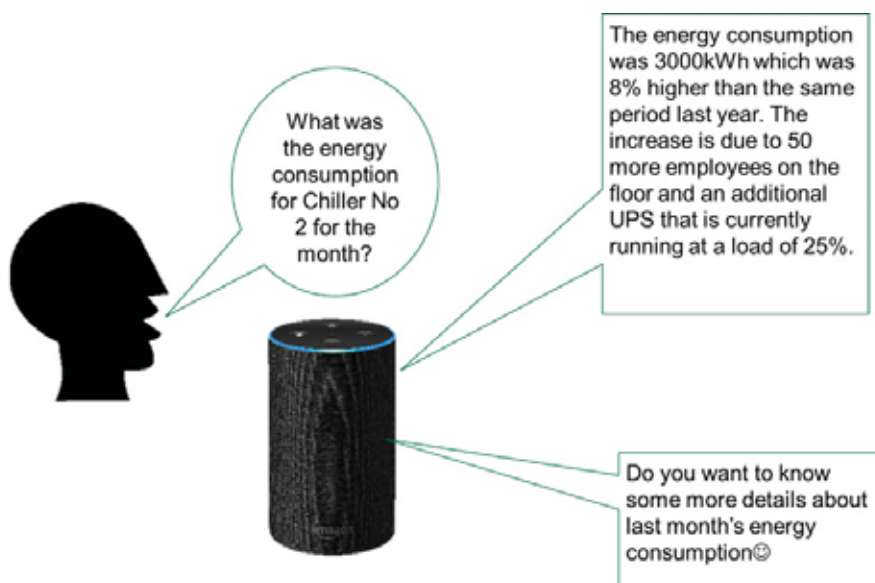 What was
the energy
consumption
for Chiller No
2 for the
month?
The energy consumption
was 3000kWh which was
8% higher than the same
period last year. The
increase is due to 50
more employees on the
floor and an additional
UPS that is currently
running at a load of 25%.
Do you want to know
some more details about
last month's energy
consumption☺
amazon